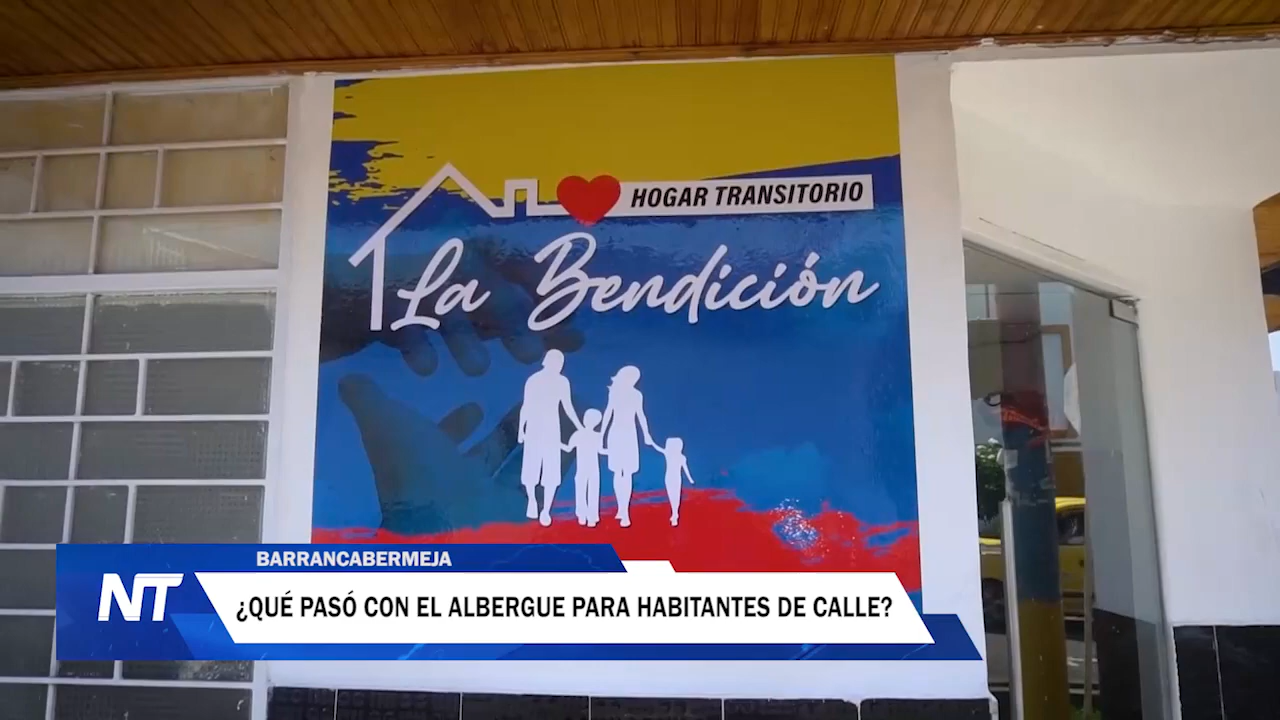 HOGAR TRANSITORIO
La Bendición
BARRANCABERMEJA
NT
¿QUÉ PASÓ CON EL ALBERGUE PARA HABITANTES DE CALLE?